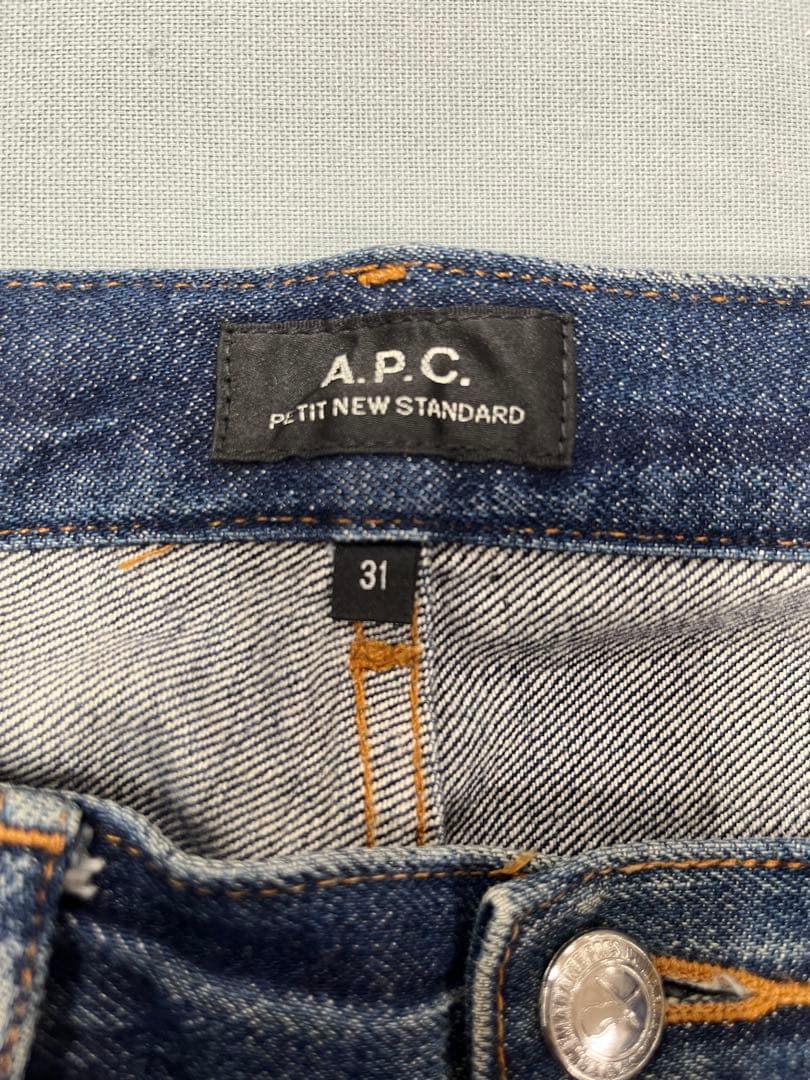 A.P.C.
PETIT NEW STANDARD
31